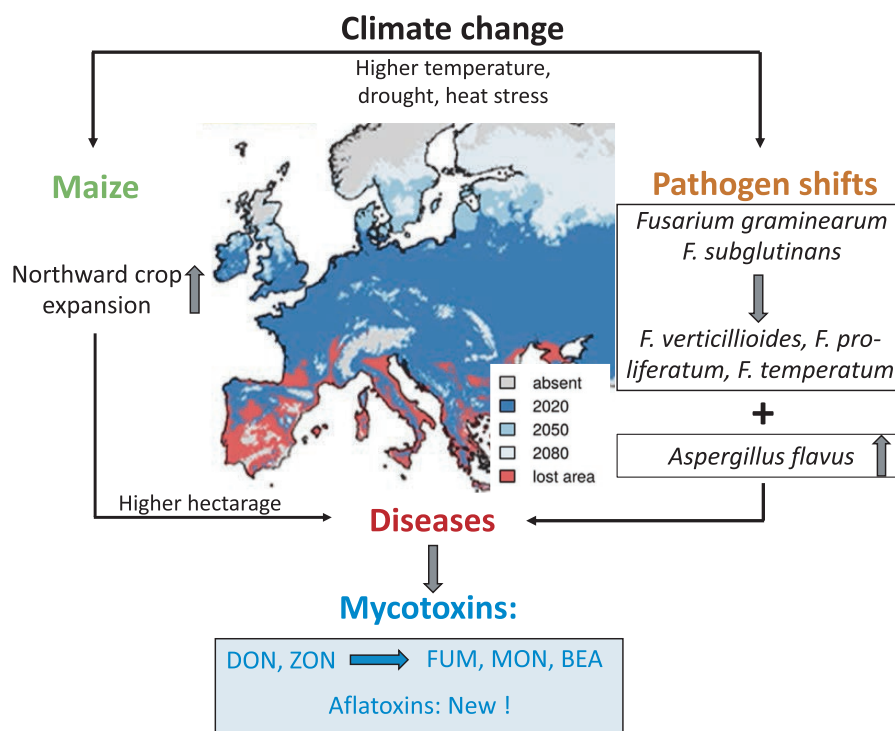 Climate change
Higher temperature,
drought, heat stress
Maize
Pathogen shifts
Fusarium graminearum
F. subglutinans
Northward crop
expansion
F. verticillioides, F. pro-
liferatum, F. temperatum
absent
2020
2050
2080
lost area
+
Aspergillus flavus
Higher hectarage
Diseases
Mycotoxins:
DON, ZON
FUM, MON, BEA
Aflatoxins: New !